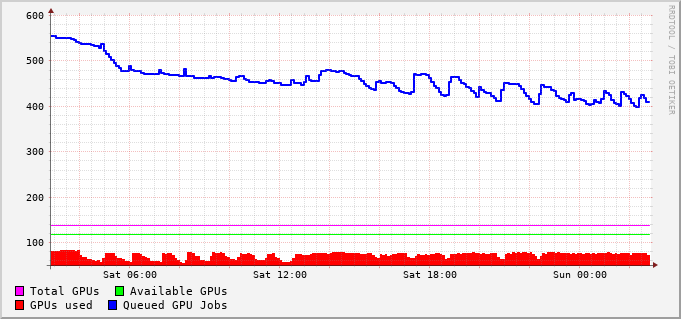 600
500
400
300
200
100
Sat 06:00 Sat 12:00 Sat 18:00 Sun 00:00
Total GPUs Available GPUs
GPUs used Queued GPU Jobs
RRDTOOL / TOBI OETIKER